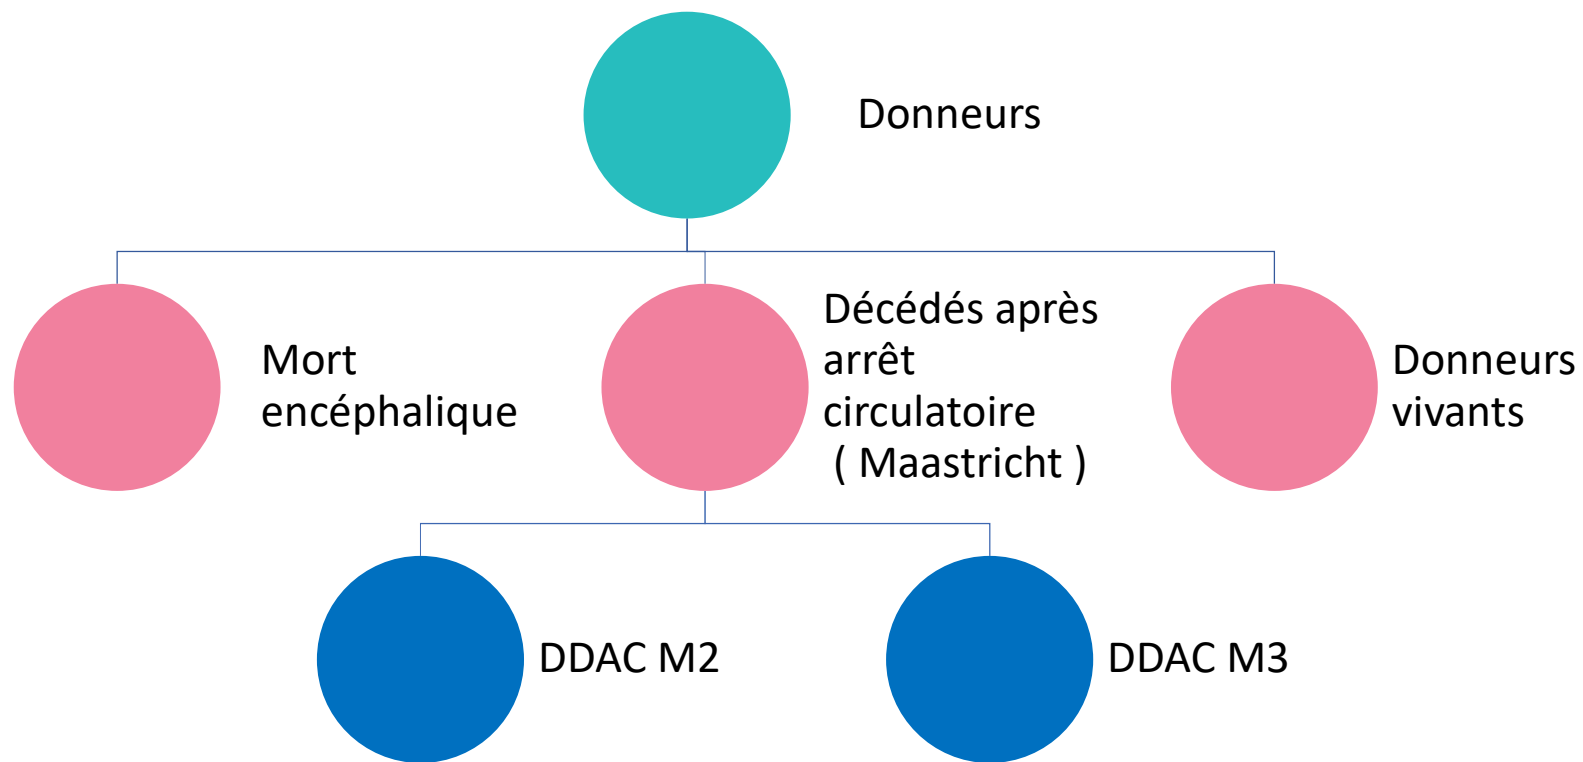 Donneurs
Mort
encéphalique
Décédés après
arrêt
circulatoire
( Maastricht )
Donneurs
vivants
DDAC M2
DDAC M3